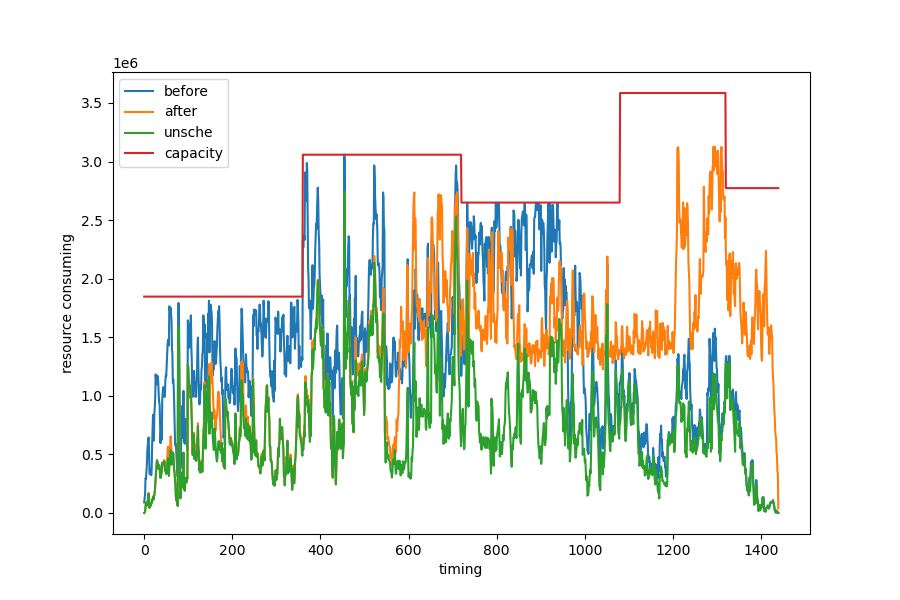 1e6
before
after
unsche
capacity
3.5
3.0
2.5
2.0
1.5
1.0
0.5
0.0
resource consuming
0 200 400 600 800 1000 1200 1400
timing